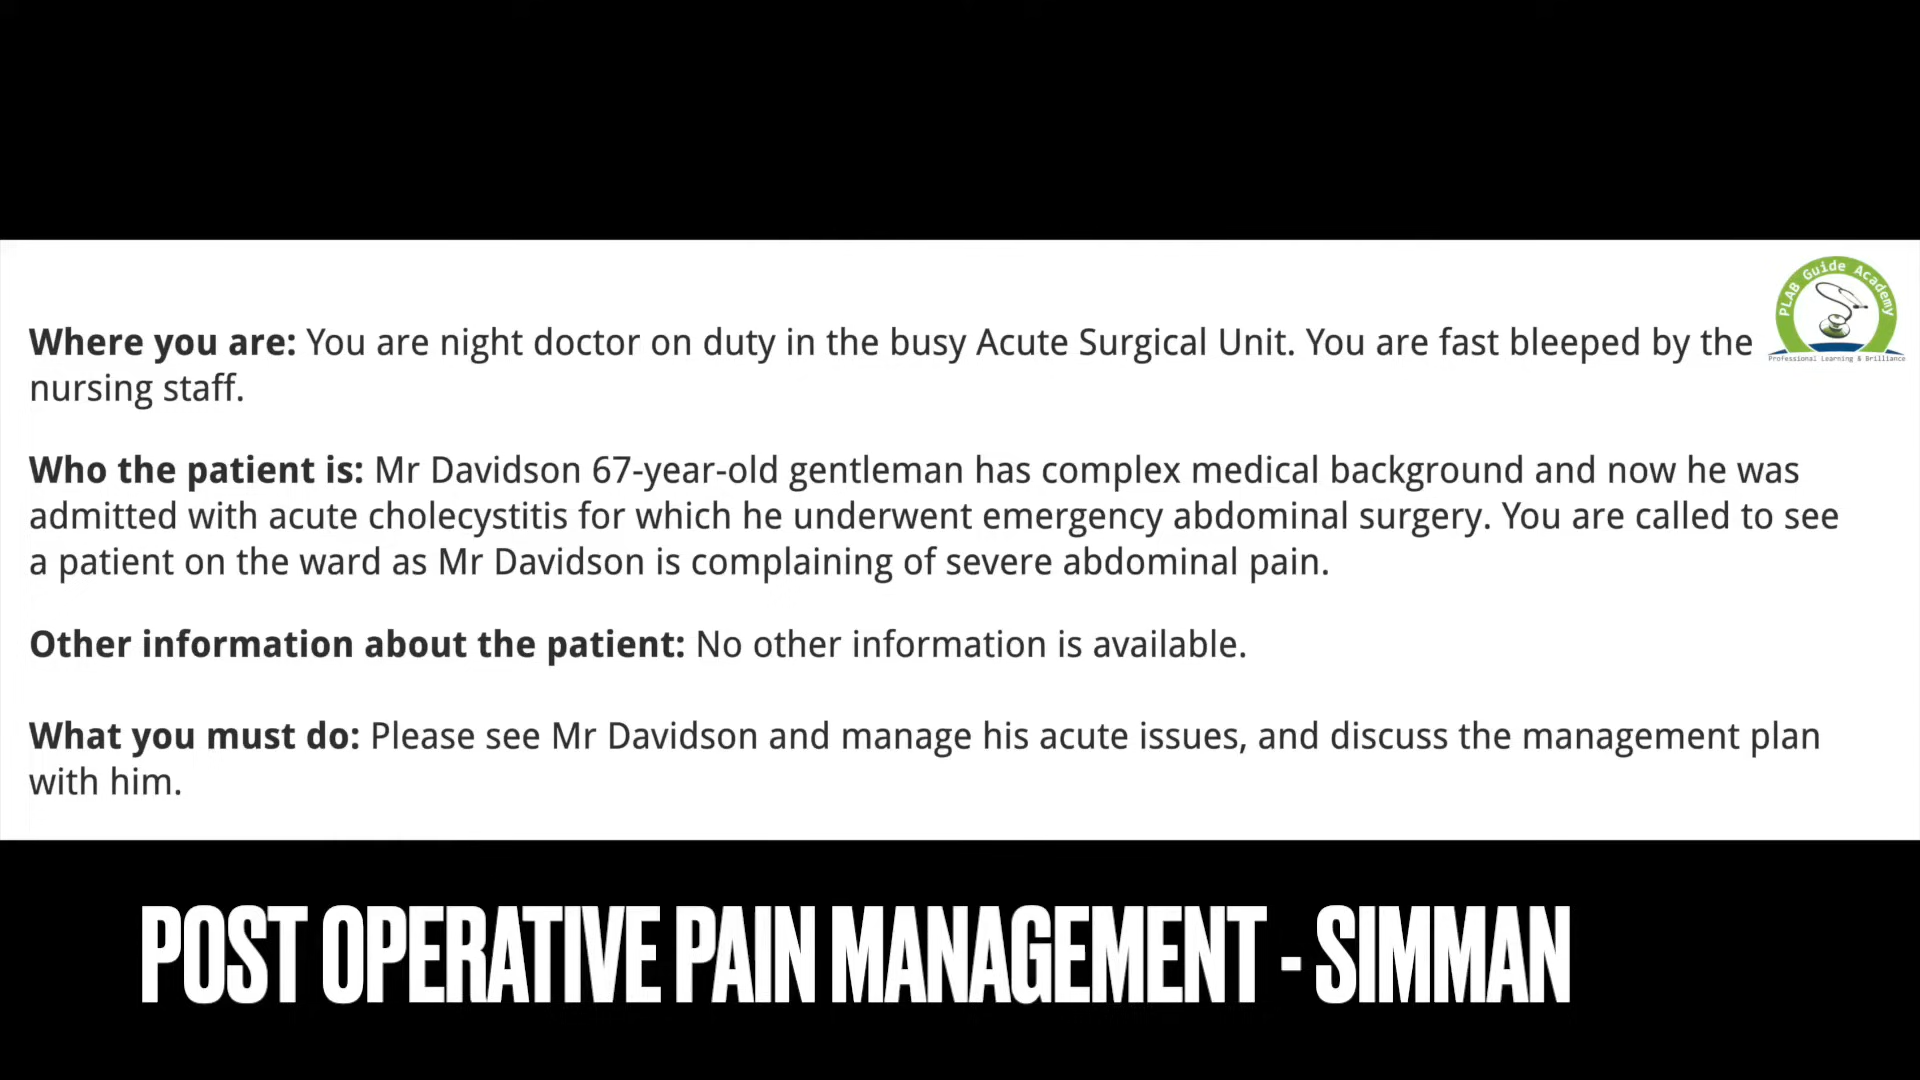 PLAB Guide Academy
Professional Learning & Brilliance
Where you are: You are night doctor on duty in the busy Acute Surgical Unit. You are fast bleeped by the
nursing staff.
Who the patient is: Mr Davidson 67-year-old gentleman has complex medical background and now he was
admitted with acute cholecystitis for which he underwent emergency abdominal surgery. You are called to see
a patient on the ward as Mr Davidson is complaining of severe abdominal pain.
Other information about the patient: No other information is available.
What you must do: Please see Mr Davidson and manage his acute issues, and discuss the management plan
with him.
POST OPERATIVE PAIN MANAGEMENT - SIMMAN